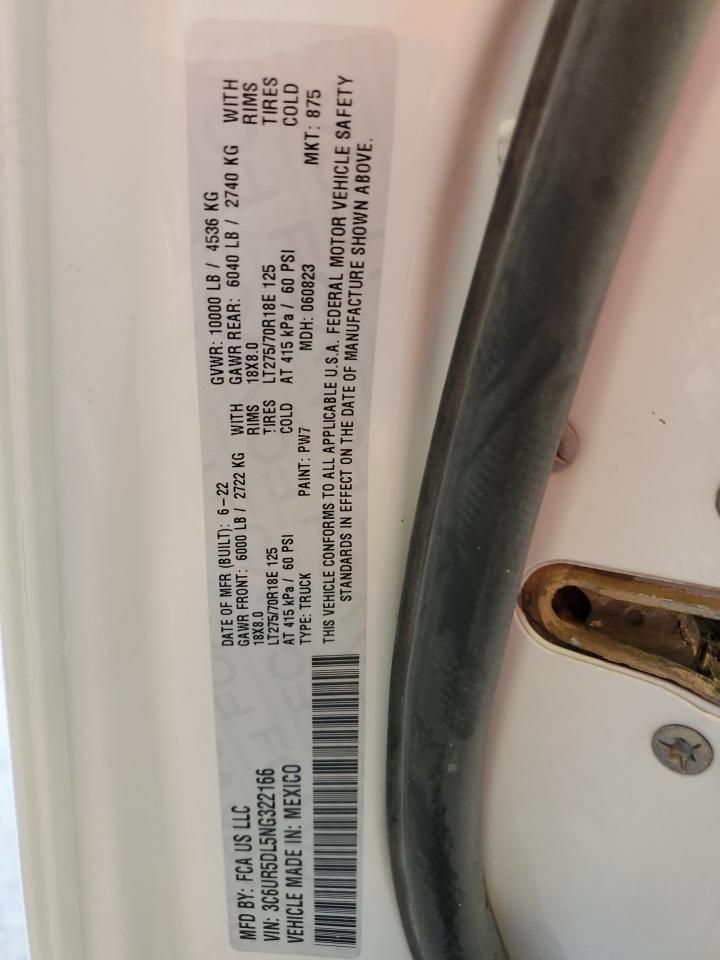 MFD BY: FCA US LLC
VIN: 3C6UR5DL5NG322166
VEHICLE MADE IN: MEXICO
DATE OF MFR (BUILT): 6-22 GVWR: 10000 LB / 4536 KG
GAWR FRONT: 6000 LB / 2722 KG WITH GAWR REAR: 6040 LB / 2740 KG WITH
18X8.0 RIMS 18X8.0 RIMS
LT275/70R18E 125 TIRES LT275/70R18E 125 TIRES
AT 415 kPa / 60 PSI COLD AT 415 kPa / 60 PSI COLD
TYPE: TRUCK PAINT: PW7 MDH: 060823 MKT: 875
THIS VEHICLE CONFORMS TO ALL APPLICABLE U.S.A. FEDERAL MOTOR VEHICLE SAFETY
STANDARDS IN EFFECT ON THE DATE OF MANUFACTURE SHOWN ABOVE.